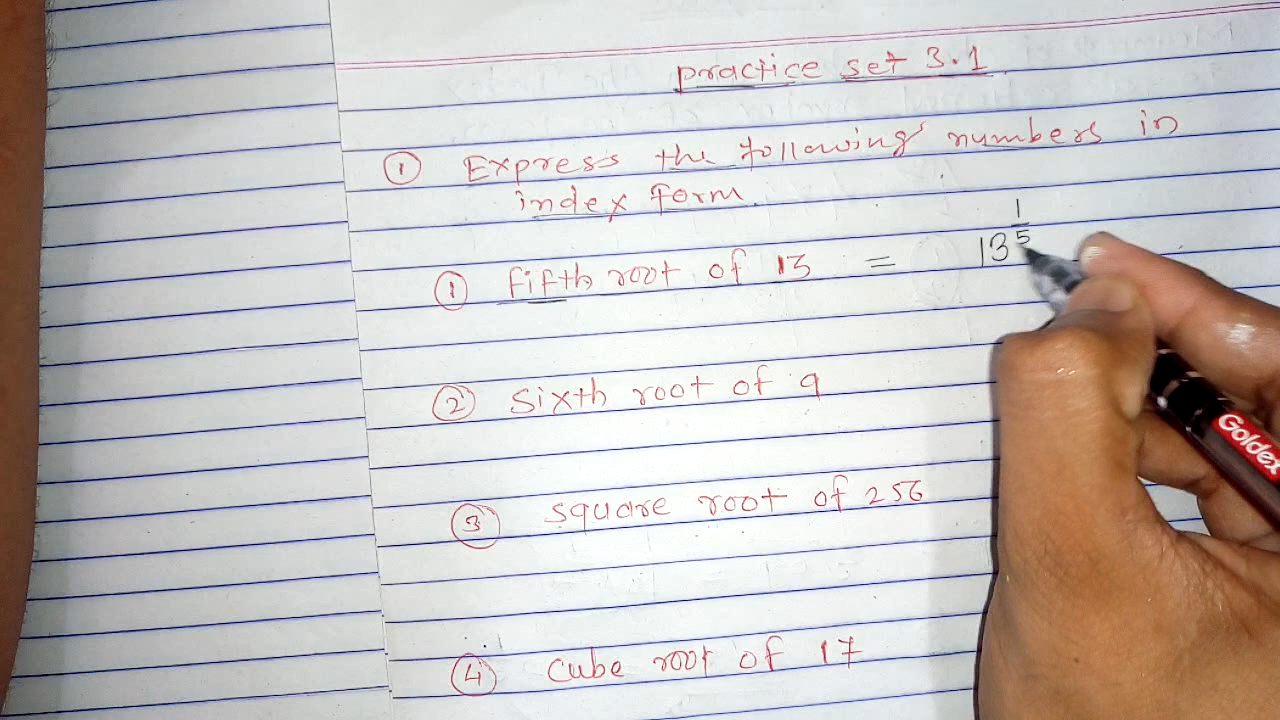 Practice set 3.1
① Express the following numbers in
index form.
① fifth root of 13 = 13^(1/5)
② sixth root of 9
③ square root of 256
④ cube root of 17
Goldex